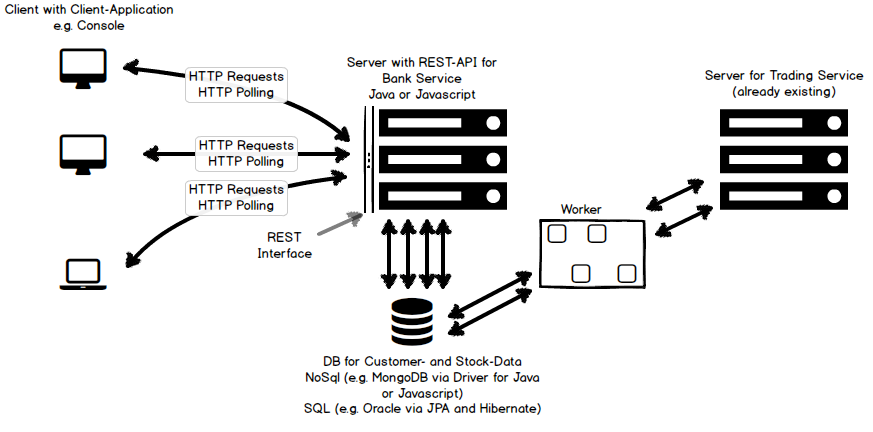 Client with Client-Application
e.g. Console
HTTP Requests
HTTP Polling
HTTP Requests
HTTP Polling
HTTP Requests
HTTP Polling
Server with REST-API for
Bank Service
Java or Javascript
REST
Interface
Server for Trading Service
(already existing)
Worker
DB for Customer- and Stock-Data
NoSql (e.g. MongoDB via Driver for Java
or Javascript)
SQL (e.g. Oracle via JPA and Hibernate)